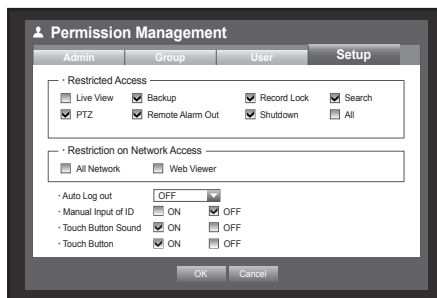 Permission Management
Admin Group User Setup
· Restricted Access
Live View Backup Record Lock Search
PTZ Remote Alarm Out Shutdown All
· Restriction on Network Access
All Network Web Viewer
· Auto Log out OFF
· Manual Input of ID ON OFF
· Touch Button Sound ON OFF
· Touch Button ON OFF
OK Cancel